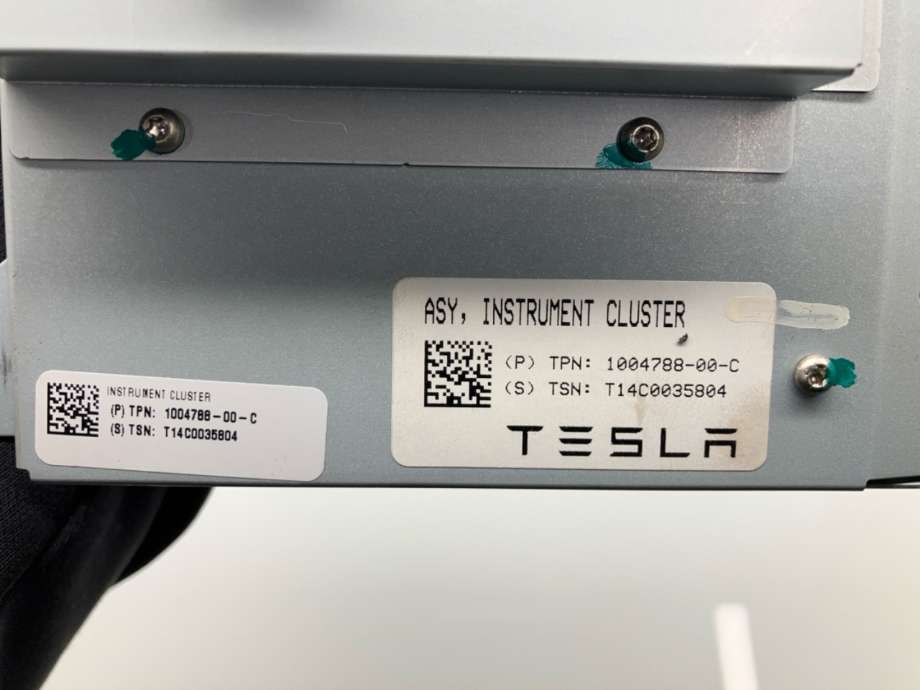 ASY, INSTRUMENT CLUSTER
(P) TPN: 1004788-00-C
(S) TSN: T14C0035804
TESLA
INSTRUMENT CLUSTER
(P) TPN: 1004788-00-C
(S) TSN: T14C0035804